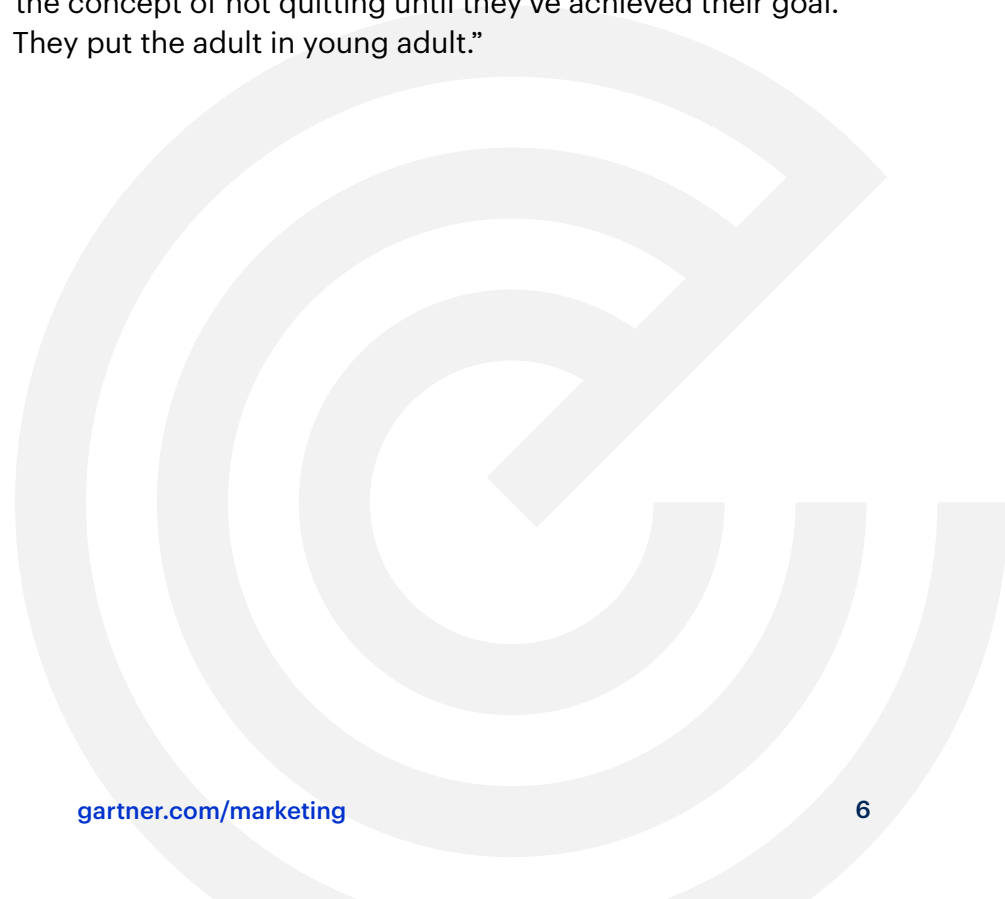 the concept of not quitting until they’ve achieved their goal.
They put the adult in young adult.”
gartner.com/marketing
6